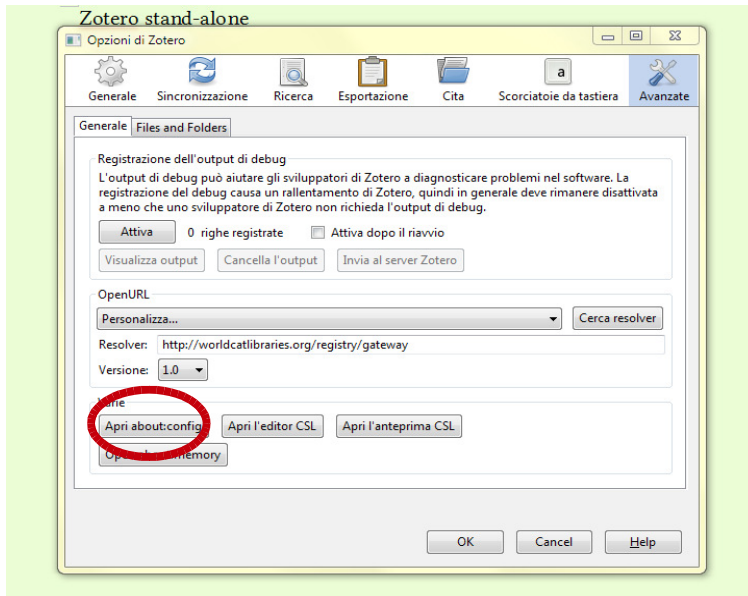 Zotero stand-alone
Opzioni di Zotero
Generale Sincronizzazione Ricerca Esportazione Cita a Scorciatoie da tastiera Avanzate
Generale Files and Folders
Registrazione dell'output di debug
L'output di debug può aiutare gli sviluppatori di Zotero a diagnosticare problemi nel software. La
registrazione del debug causa un rallentamento di Zotero, quindi in generale deve rimanere disattivata
a meno che uno sviluppatore di Zotero non richieda l'output di debug.
Attiva 0 righe registrate Attiva dopo il riavvio
Visualizza output Cancella l'output Invia al server Zotero
OpenURL
Personalizza... Cerca resolver
Resolver: http://worldcatlibraries.org/registry/gateway
Versione: 1.0
Varie
Apri about:config Apri l'editor CSL Apri l'anteprima CSL
memory
OK Cancel Help